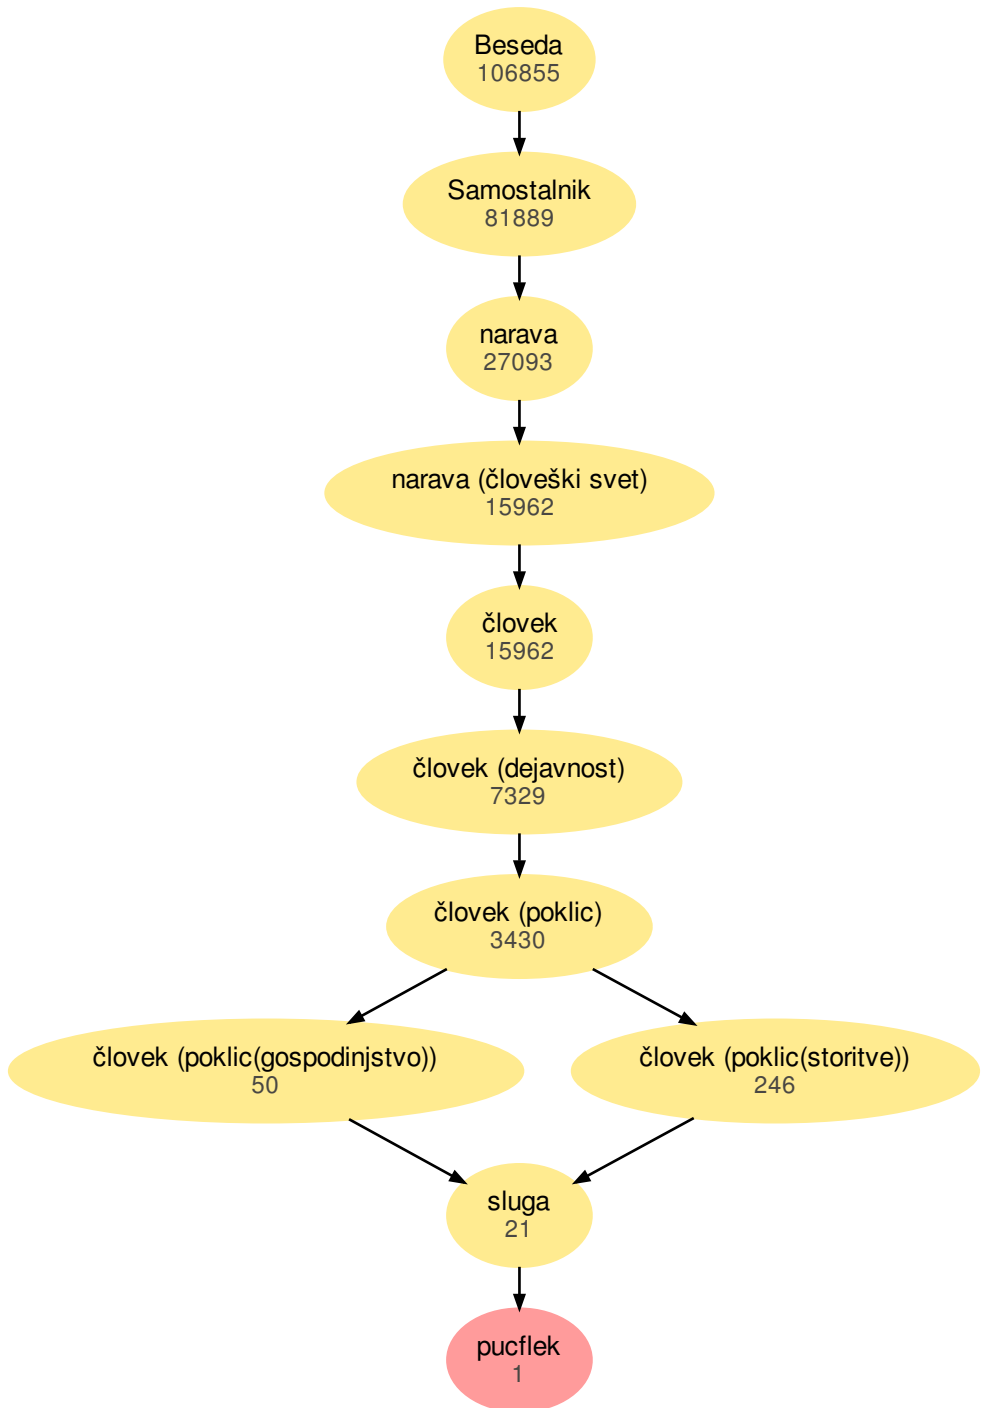 Beseda
106855
Samostalnik
81889
narava
27093
narava (človeški svet)
15962
človek
15962
človek (dejavnost)
7329
človek (poklic)
3430
človek (poklic(gospodinjstvo))
50
človek (poklic(storitve))
246
sluga
21
pucflek
1